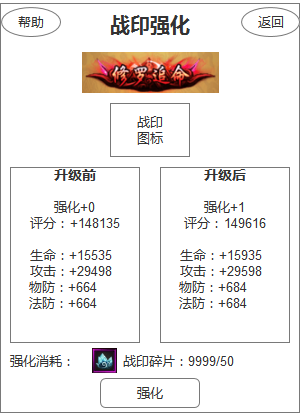 帮助
战印强化
返回
修罗追命
战印
图标
升级前
强化+0
评分：+148135
生命：+15535
攻击：+29498
物防：+664
法防：+664
升级后
强化+1
评分：149616
生命：+15935
攻击：+29598
物防：+684
法防：+684
强化消耗：
战印碎片：9999/50
强化